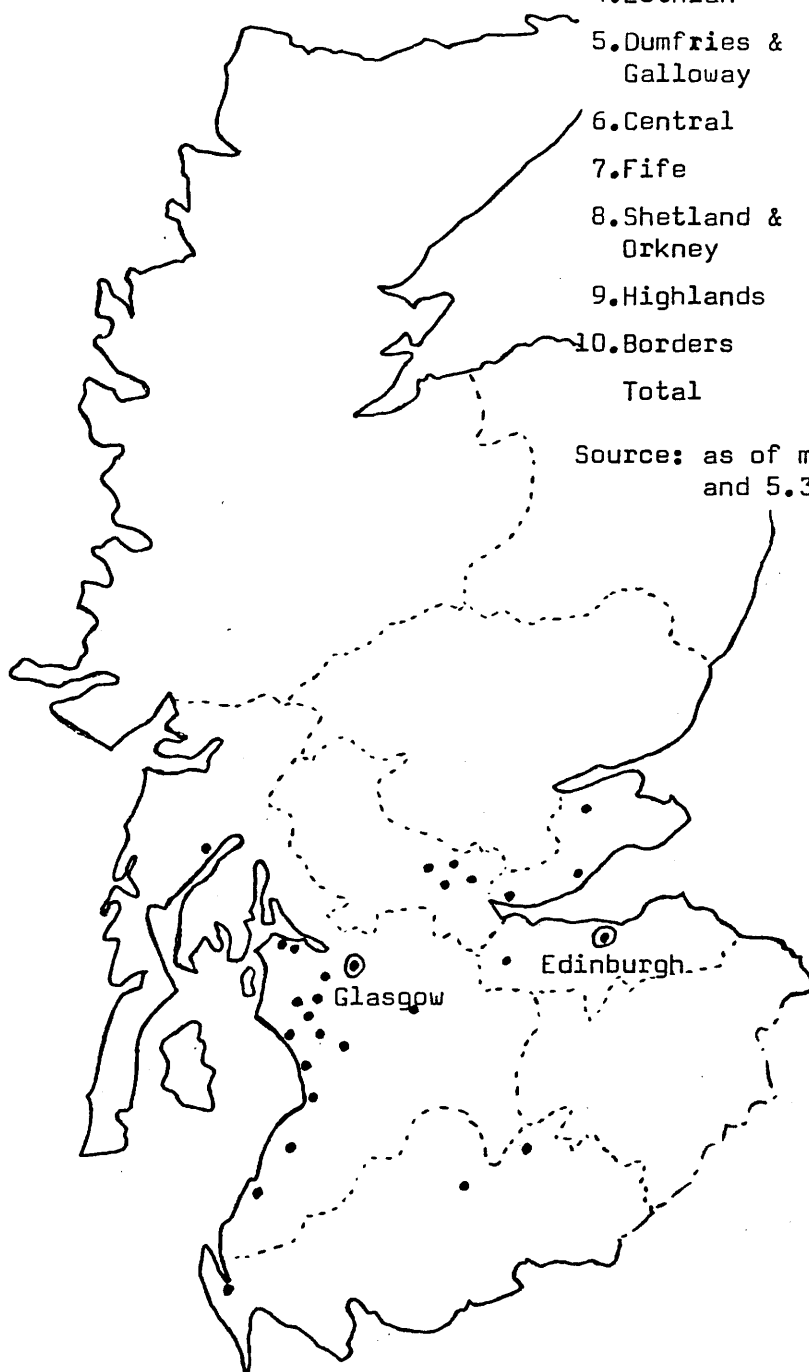 5.Dumfries &
Galloway
6.Central
7.Fife
8.Shetland &
Orkney
9.Highlands
10.Borders
Total
Source: as of m
and 5.3
Edinburgh
Glasgow